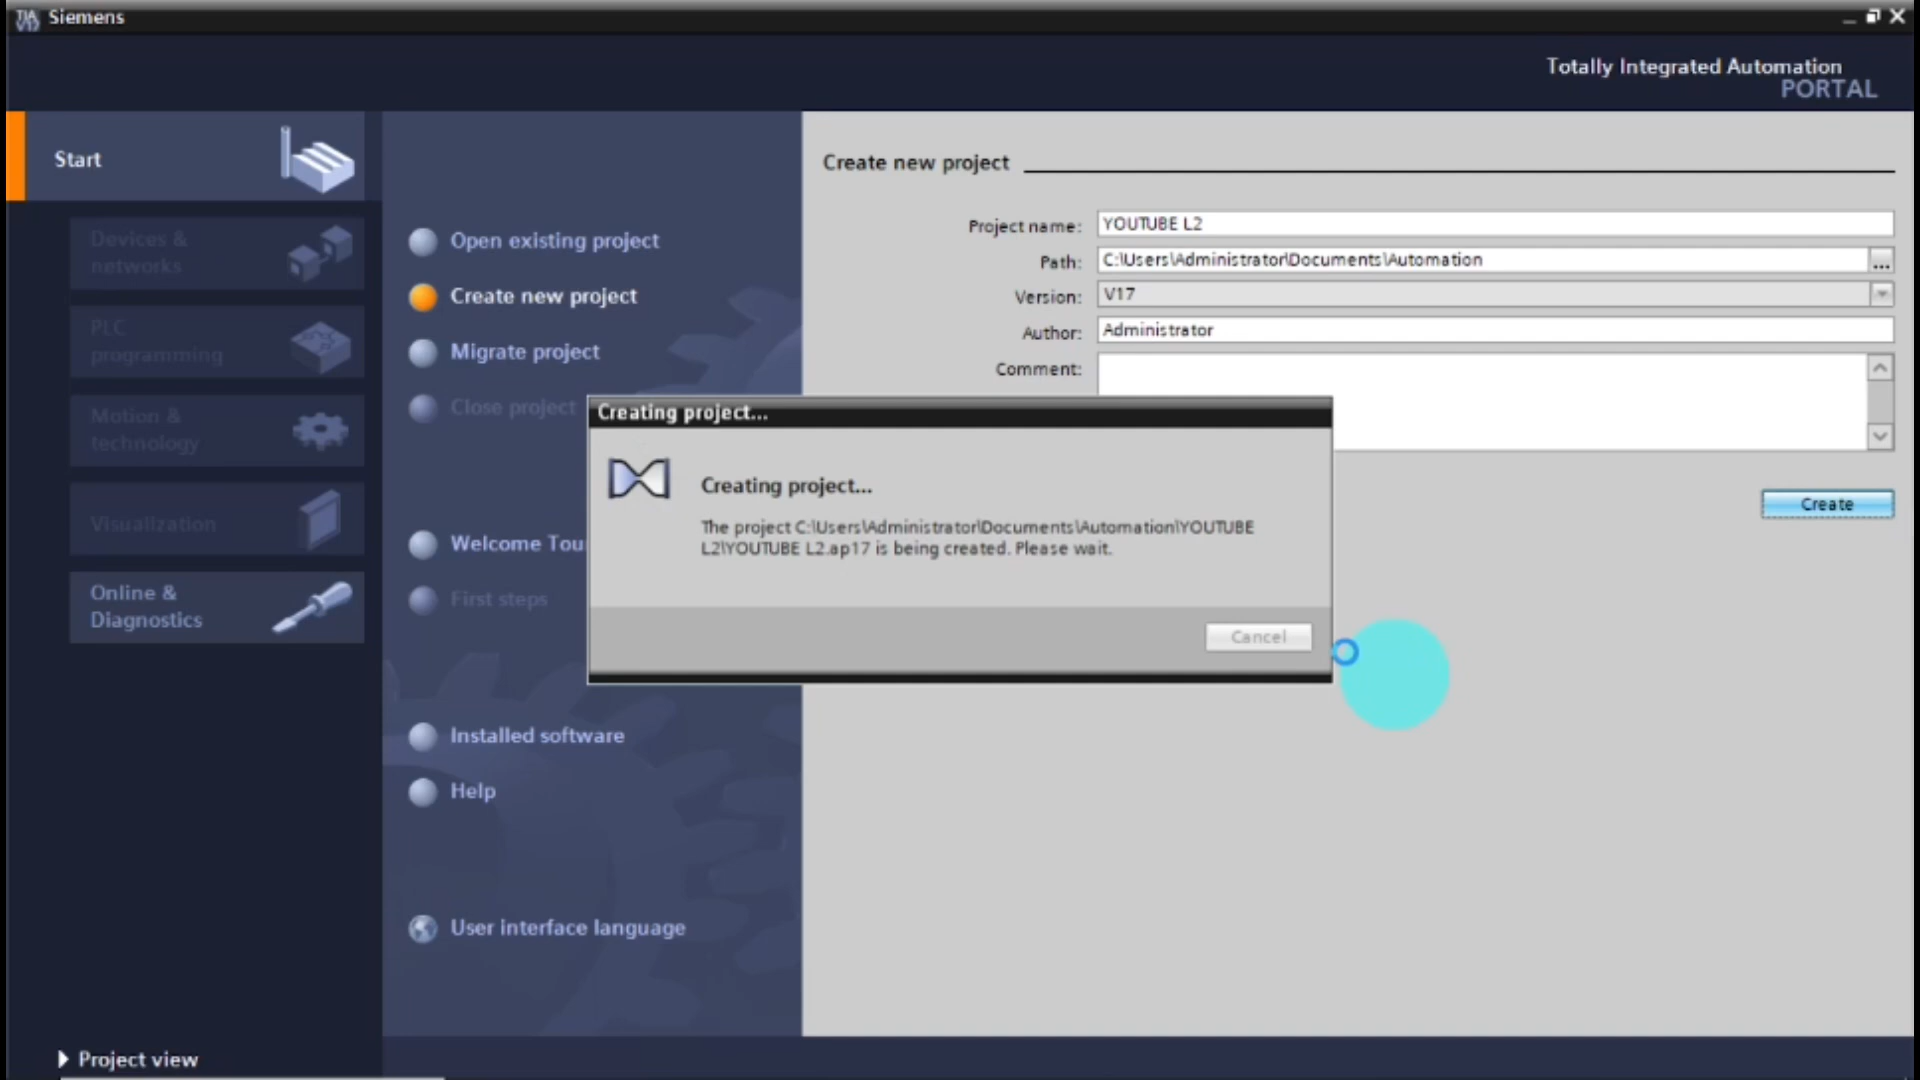 Siemens
Totally Integrated Automation
PORTAL
Start
Devices &
networks
PLC
programming
Motion &
technology
Visualization
Online &
Diagnostics
Open existing project
Create new project
Migrate project
Close project
Welcome Tou
First steps
Installed software
Help
User interface language
Create new project
Project name: YOUTUBE L2
Path: C:\Users\Administrator\Documents\Automation ...
Version: V17
Author: Administrator
Comment:
Create
Creating project...
Creating project...
The project C:\Users\Administrator\Documents\Automation\YOUTUBE
L2\YOUTUBE L2.ap17 is being created. Please wait.
Cancel
Project view